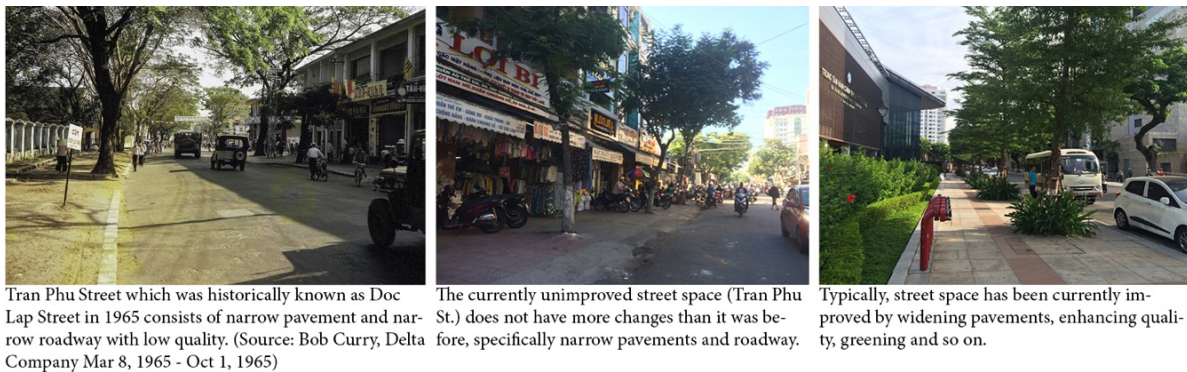 LỢI BÍ
Tran Phu Street which was historically known as Doc
Lap Street in 1965 consists of narrow pavement and nar-
row roadway with low quality. (Source: Bob Curry, Delta
Company Mar 8, 1965 - Oct 1, 1965)
The currently unimproved street space (Tran Phu
St.) does not have more changes than it was be-
fore, specifically narrow pavements and roadway.
Typically, street space has been currently im-
proved by widening pavements, enhancing quali-
ty, greening and so on.